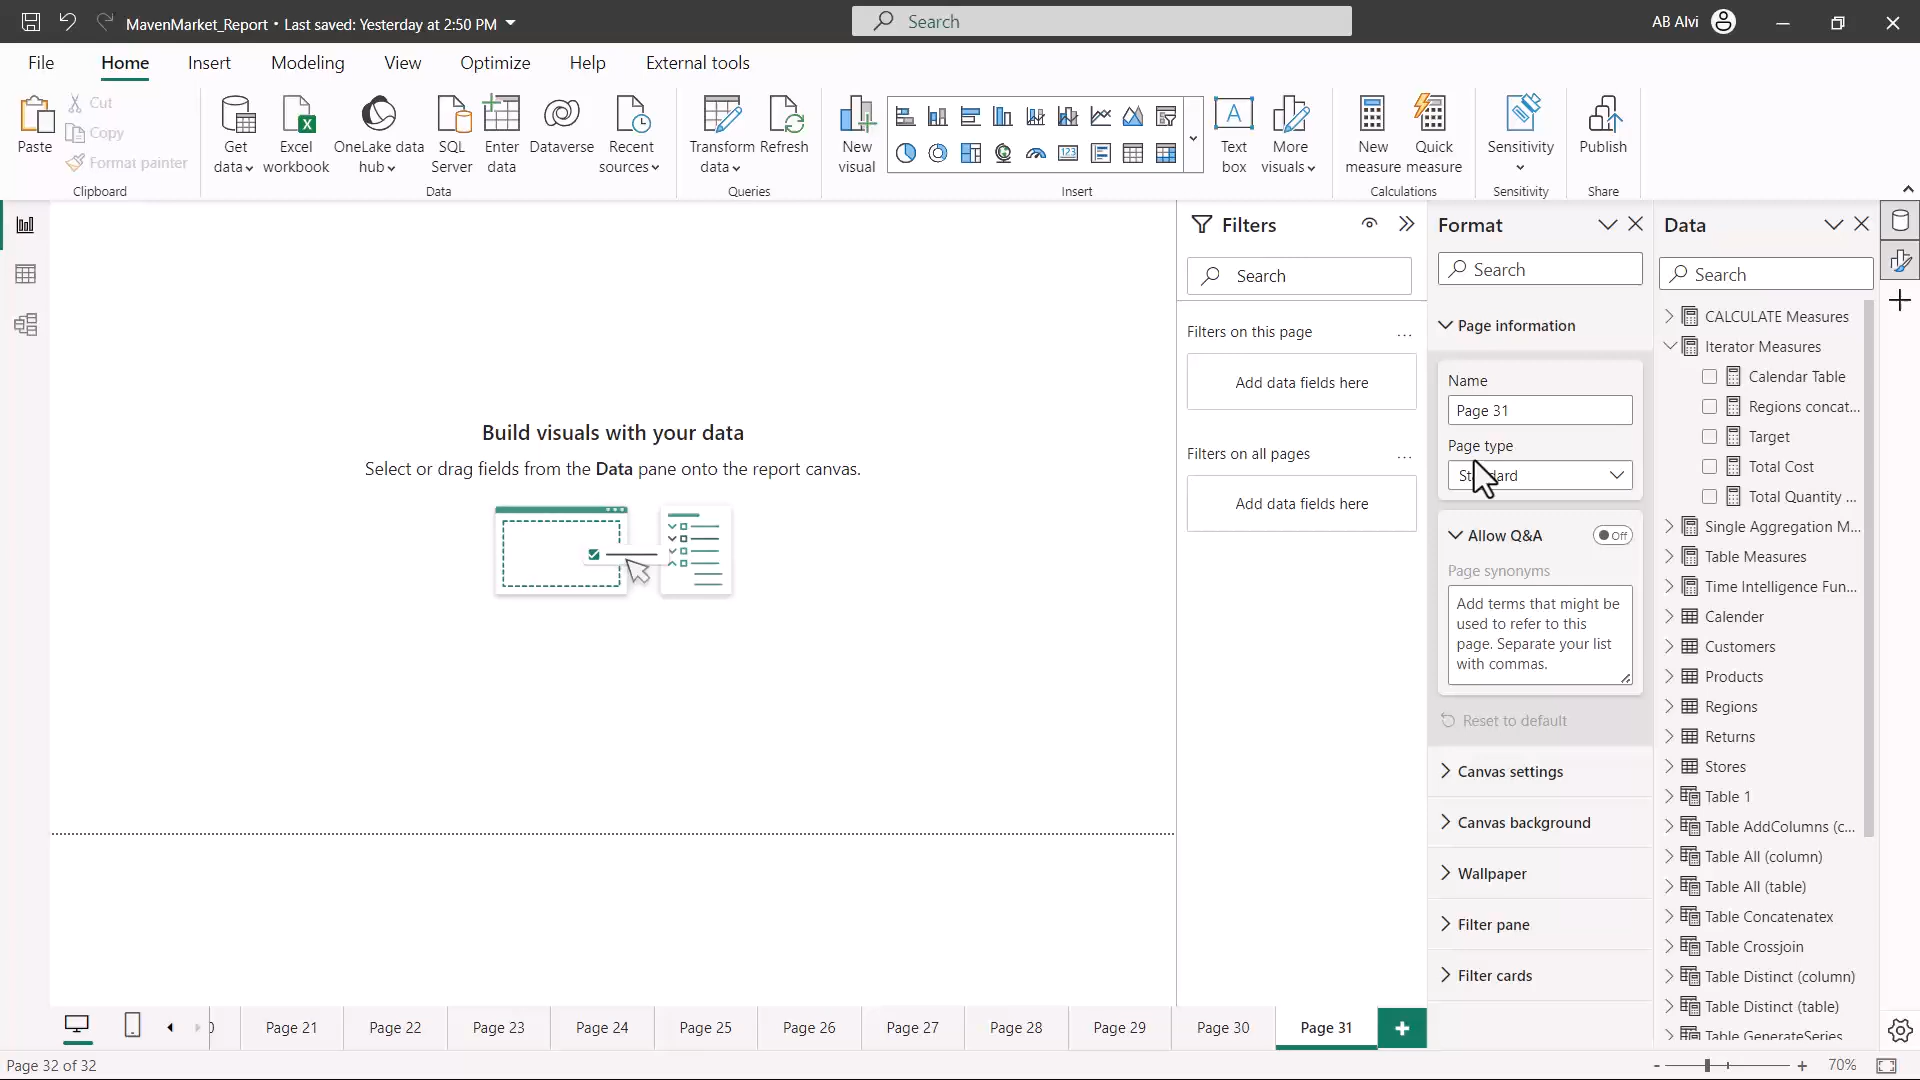 MavenMarket_Report • Last saved: Yesterday at 2:50 PM
Search
AB Alvi
File
Home
Insert
Modeling
View
Optimize
Help
External tools
Paste
Cut
Copy
Format painter
Clipboard
Get
data
Excel
workbook
OneLake data
hub
SQL
Server
Enter
data
Dataverse
Recent
sources
Data
Transform
data
Refresh
Queries
New
visual
123
Insert
A
Text
box
More
visuals
New
measure
Quick
measure
Calculations
Sensitivity
Sensitivity
Publish
Share
Build visuals with your data
Select or drag fields from the Data pane onto the report canvas.
Filters
Search
Filters on this page
...
Add data fields here
Filters on all pages
...
Add data fields here
Format
Search
Page information
Name
Page 31
Page type
Allow Q&A
Off
Page synonyms
Add terms that might be
used to refer to this
page. Separate your list
with commas.
Reset to default
Canvas settings
Canvas background
Wallpaper
Filter pane
Filter cards
Data
Search
CALCULATE Measures
Iterator Measures
Calendar Table
Regions concat...
Target
Total Cost
Total Quantity ...
Single Aggregation M...
Table Measures
Time Intelligence Fun...
Calender
Customers
Products
Regions
Returns
Stores
Table 1
Table AddColumns (c...
Table All (column)
Table All (table)
Table Concatenatex
Table Crossjoin
Table Distinct (column)
Table Distinct (table)
Table GenerateSeries
Page 21
Page 22
Page 23
Page 24
Page 25
Page 26
Page 27
Page 28
Page 29
Page 30
Page 31
Page 32 of 32
- + 70%